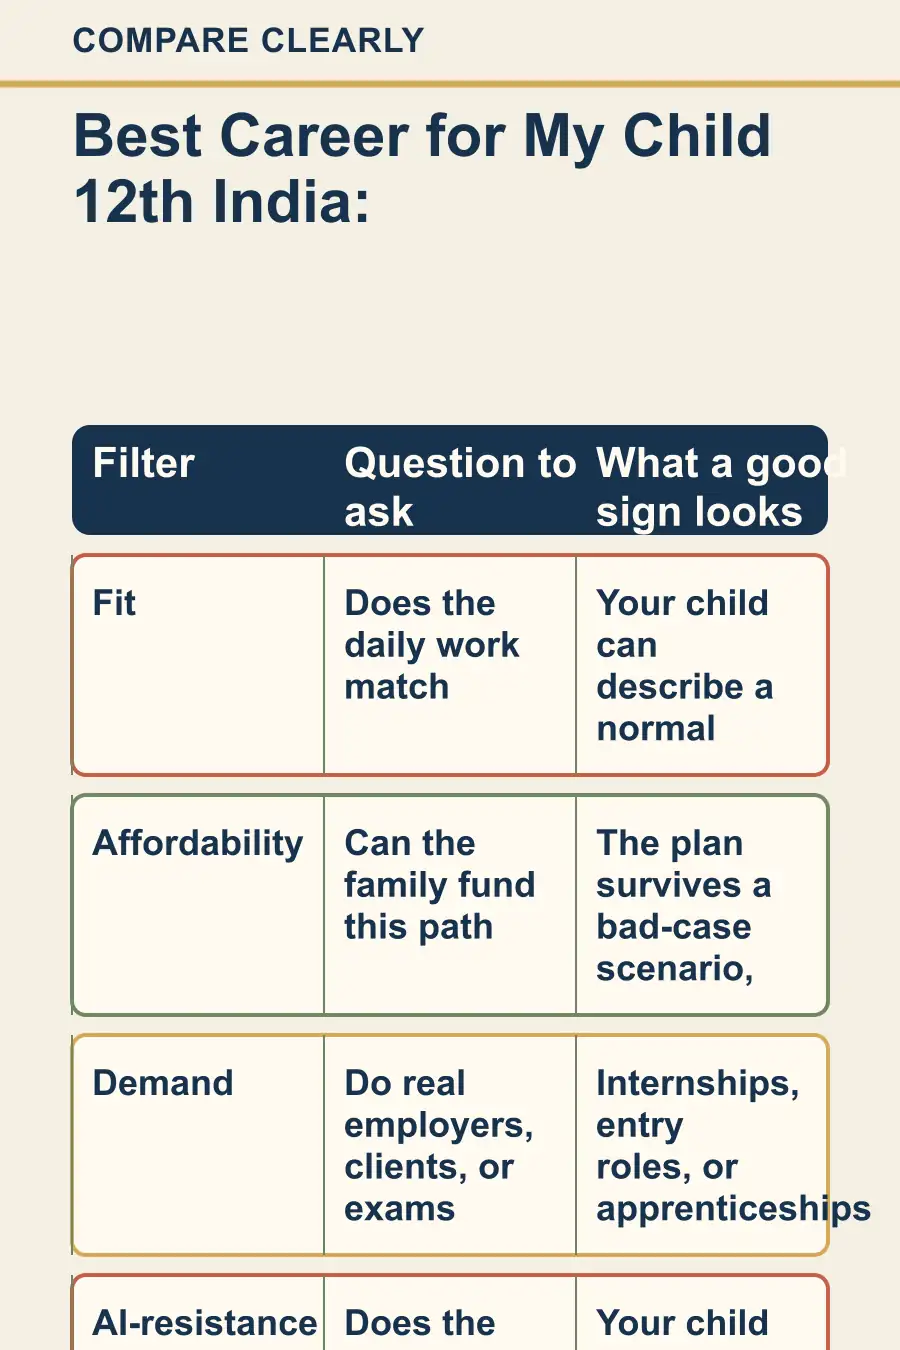 COMPARE CLEARLY
Best Career for My Child
12th India:
Filter
Question to
ask
What a good
sign looks
Fit
Does the
daily work
match
Your child
can
describe a
normal
Affordability
Can the
family fund
this path
The plan
survives a
bad-case
scenario,
Demand
Do real
employers,
clients, or
exams
Internships,
entry
roles, or
apprenticeships
AI-resistance
Does the
Your child